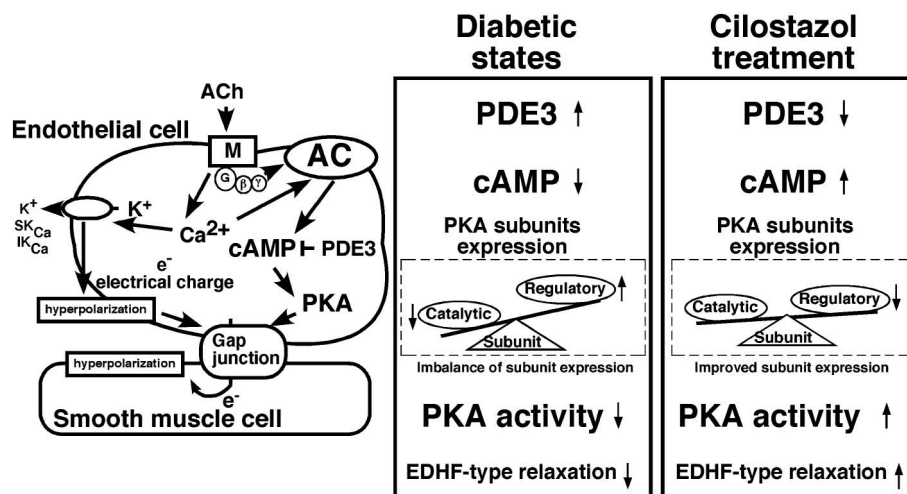 ACh
Endothelial cell
M
AC
G β γ
K+
K+
SKCa
IKCa
Ca2+
cAMP
PDE3
e-
electrical charge
PKA
hyperpolarization
Gap
junction
hyperpolarization
e-
Smooth muscle cell
Diabetic
states
PDE3 ↑
cAMP ↓
PKA subunits
expression
Regulatory ↑
↓ Catalytic
Subunit
Imbalance of subunit expression
PKA activity ↓
EDHF-type relaxation ↓
Cilostazol
treatment
PDE3 ↓
cAMP ↑
PKA subunits
expression
Catalytic Regulatory ↓
Subunit
Improved subunit expression
PKA activity ↑
EDHF-type relaxation ↑